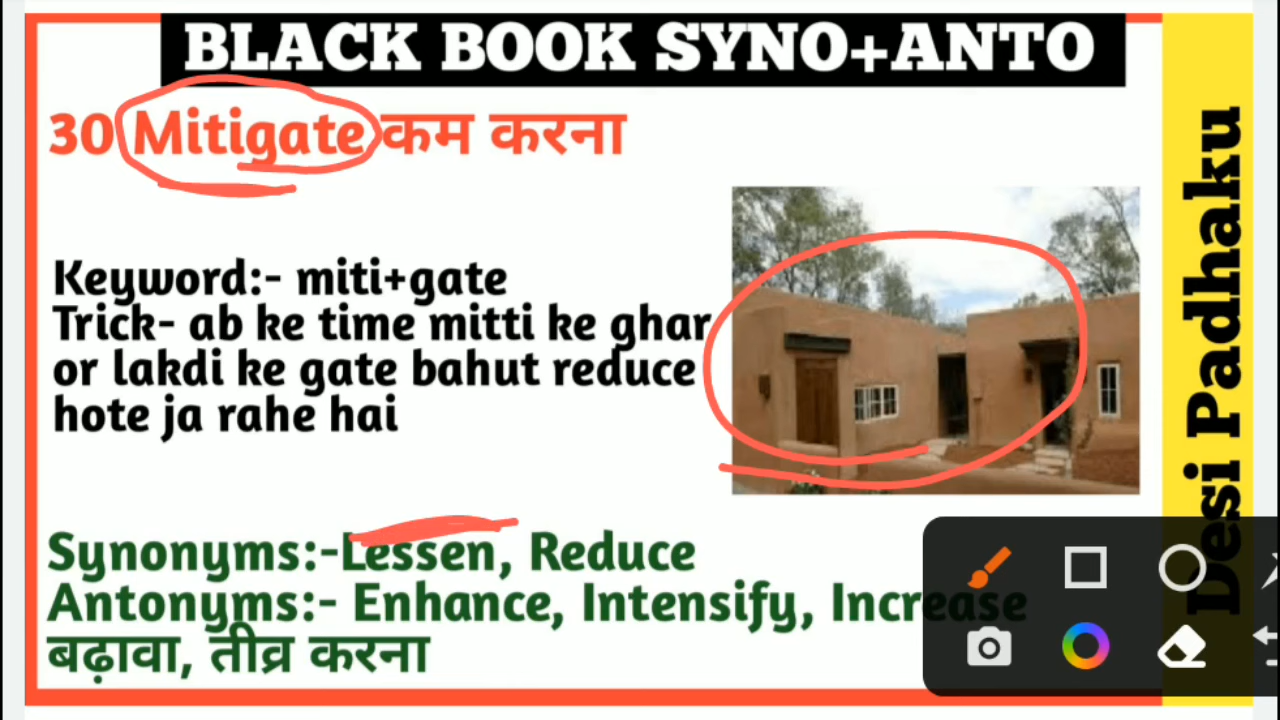 BLACK BOOK SYNO+ANTO
30 Mitigate कम करना
Keyword:- miti+gate
Trick- ab ke time mitti ke ghar
or lakdi ke gate bahut reduce
hote ja rahe hai
Synonyms:-Lessen, Reduce
Antonyms:- Enhance, Intensify, Increase
बढ़ावा, तीव्र करना
Desi Padhaku